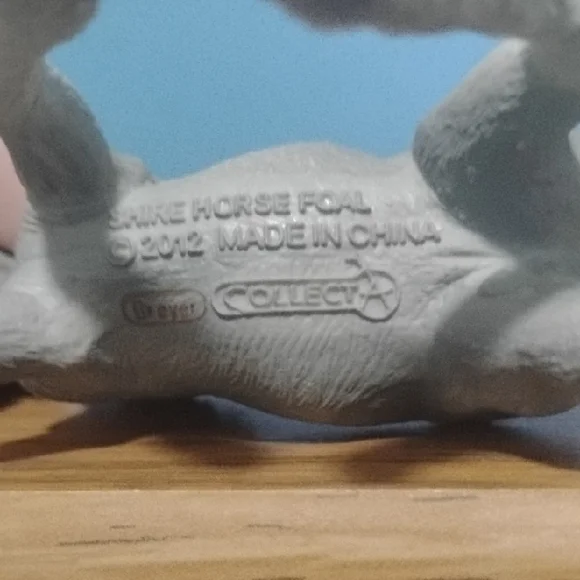 SHIRE HORSE FOAL
© 2012 MADE IN CHINA
Breyer COLLECTA